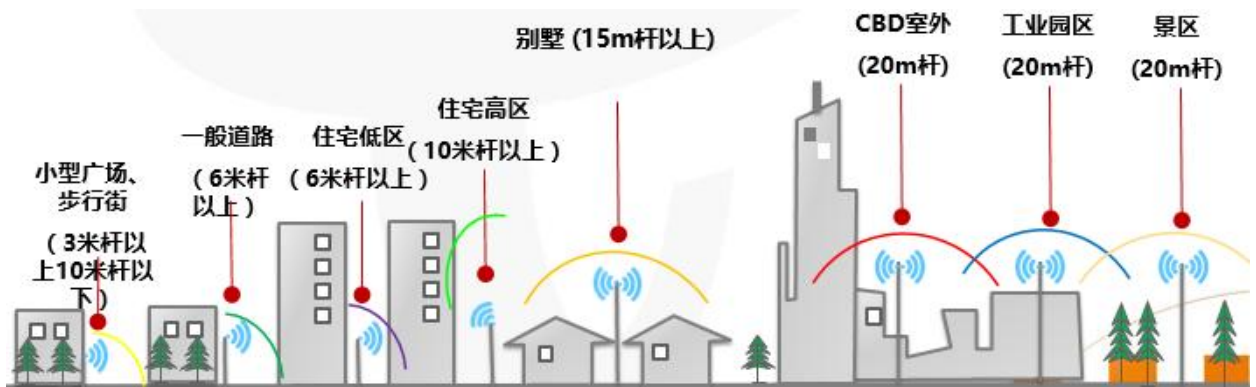 小型广场、
步行街
（3米杆以
上10米杆以
下）
一般道路
（6米杆
以上）
住宅低区
（6米杆以上）
住宅高区
（10米杆以上）
别墅 (15m杆以上)
CBD室外
(20m杆)
工业园区
(20m杆)
景区
(20m杆)